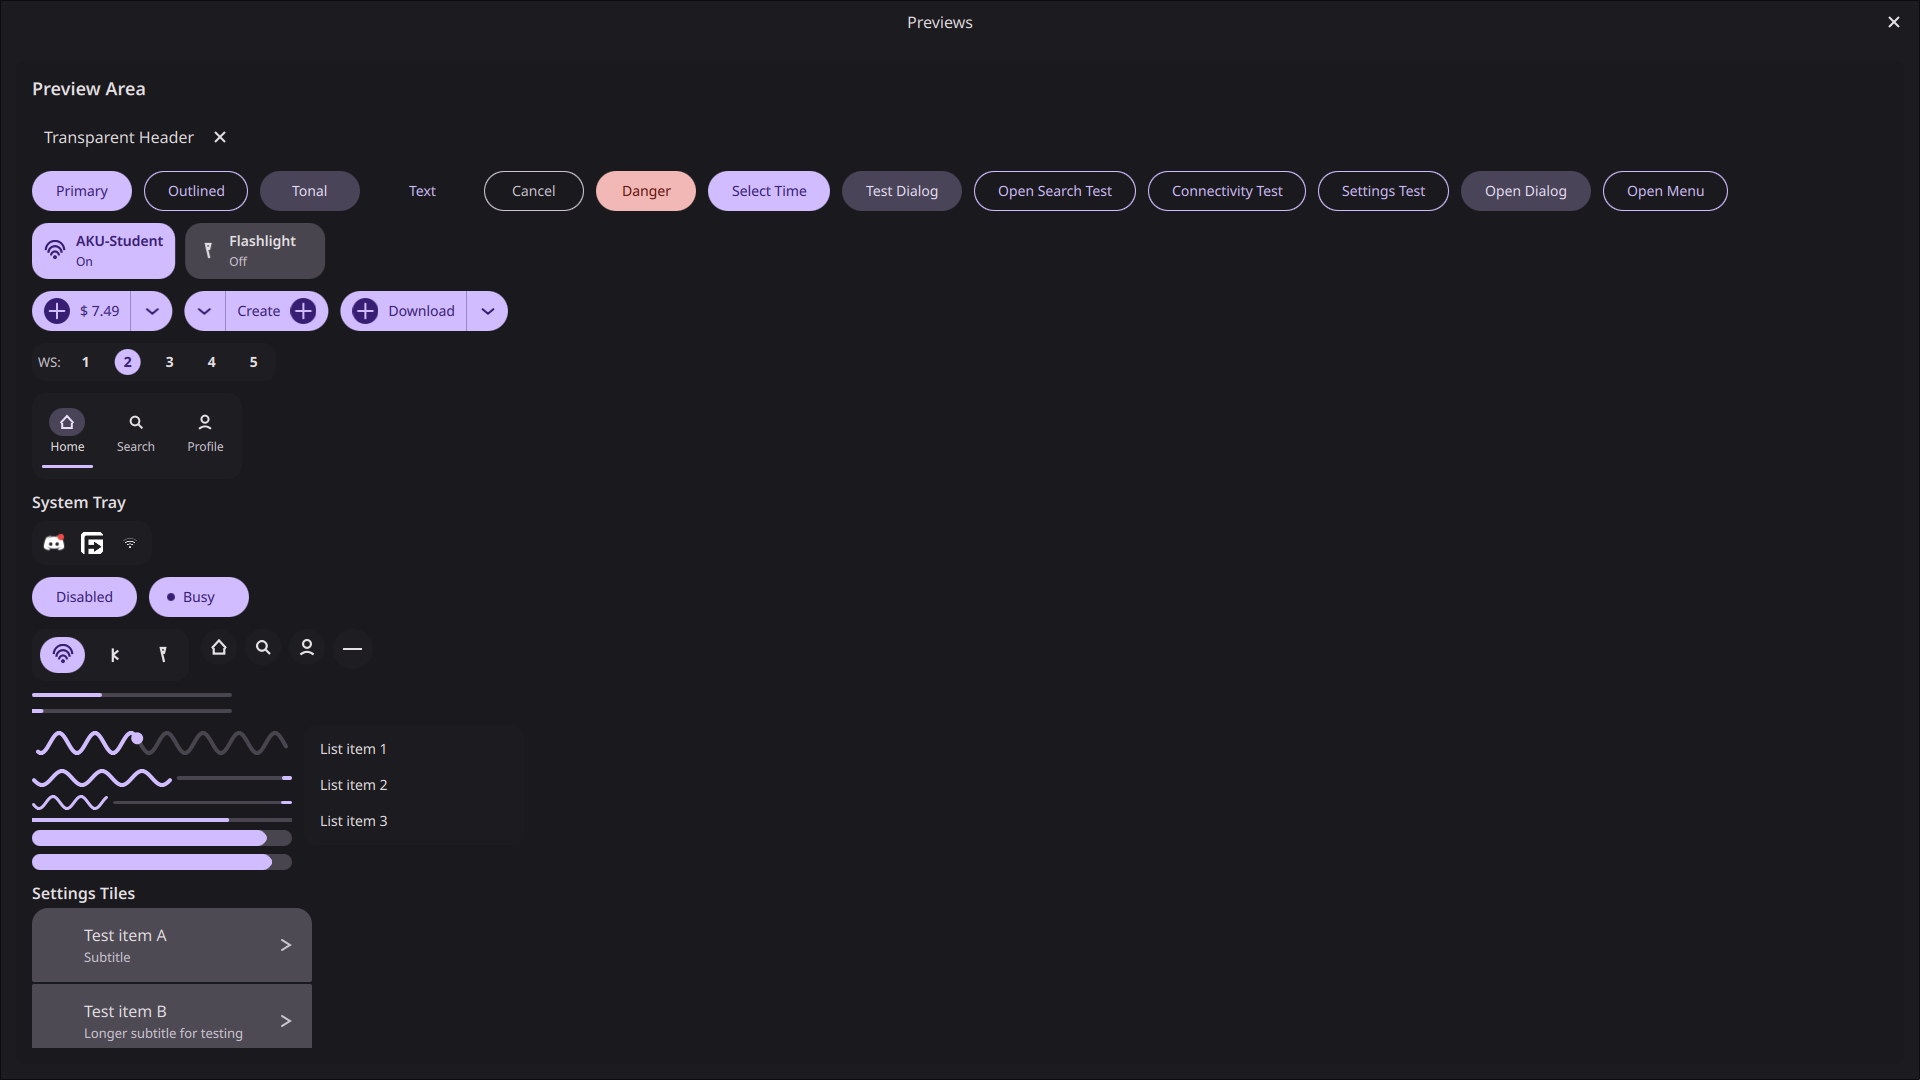 Previews
Preview Area
Transparent Header
Primary Outlined Tonal Text Cancel Danger Select Time Test Dialog Open Search Test Connectivity Test Settings Test Open Dialog Open Menu
AKU-Student Flashlight
On Off
$ 7.49 Create Download
WS: 1 2 3 4 5
Home Search Profile
System Tray
Disabled Busy
List item 1
List item 2
List item 3
Settings Tiles
Test item A
Subtitle
Test item B
Longer subtitle for testing